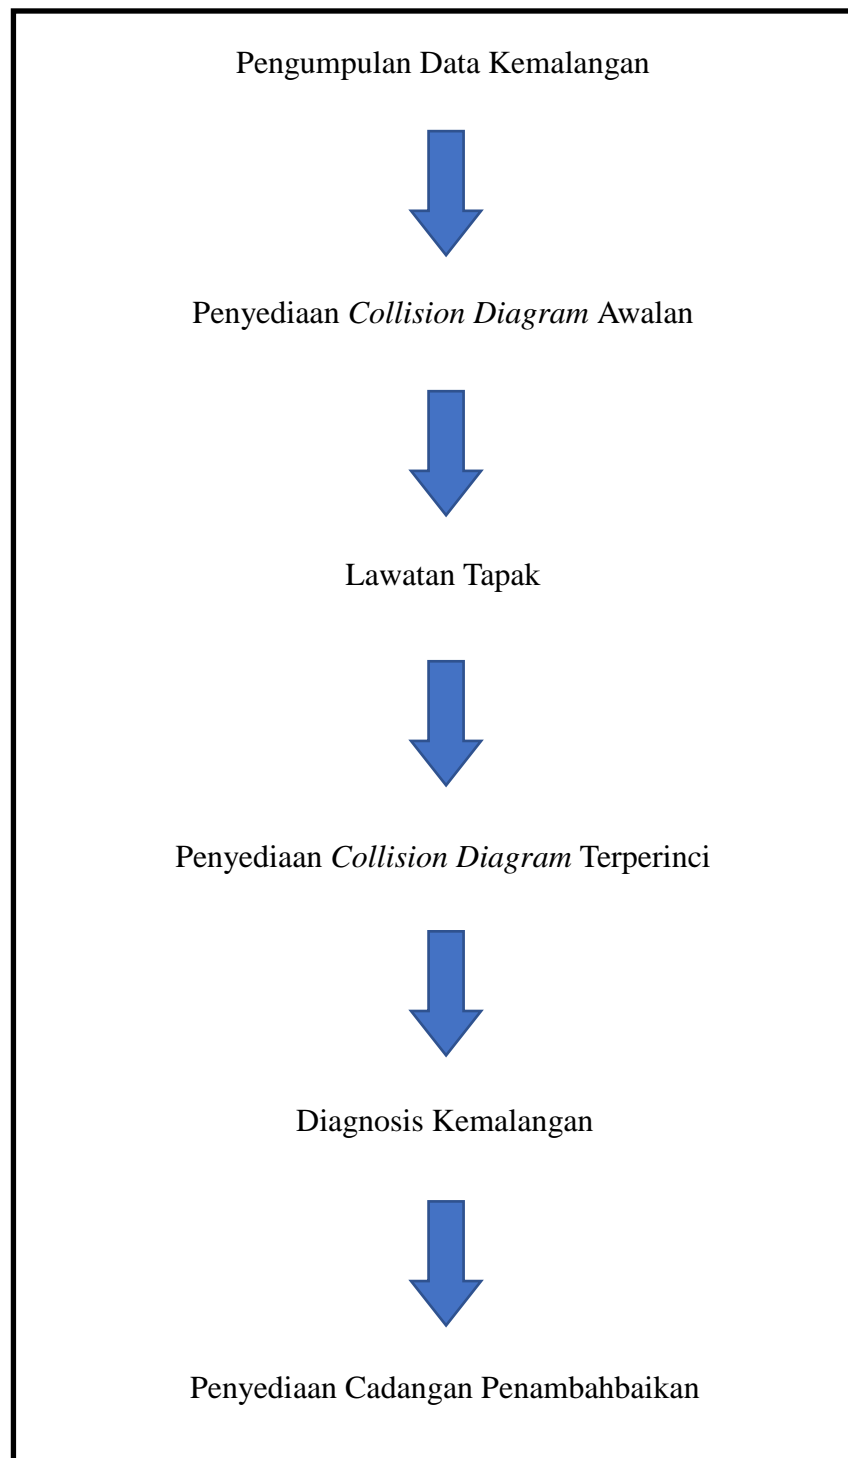 Pengumpulan Data Kemalangan
Penyediaan Collision Diagram Awalan
Lawatan Tapak
Penyediaan Collision Diagram Terperinci
Diagnosis Kemalangan
Penyediaan Cadangan Penambahbaikan